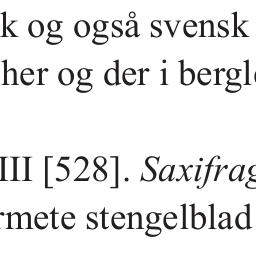 k og også svensk
her og der i bergl
III [528]. Saxifrag
rmete stengelblad